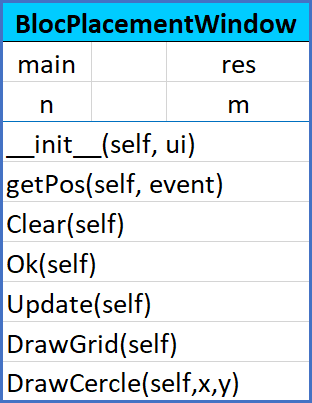 BlocPlacementWindow
main res
n m
__init__(self, ui)
getPos(self, event)
Clear(self)
Ok(self)
Update(self)
DrawGrid(self)
DrawCercle(self,x,y)